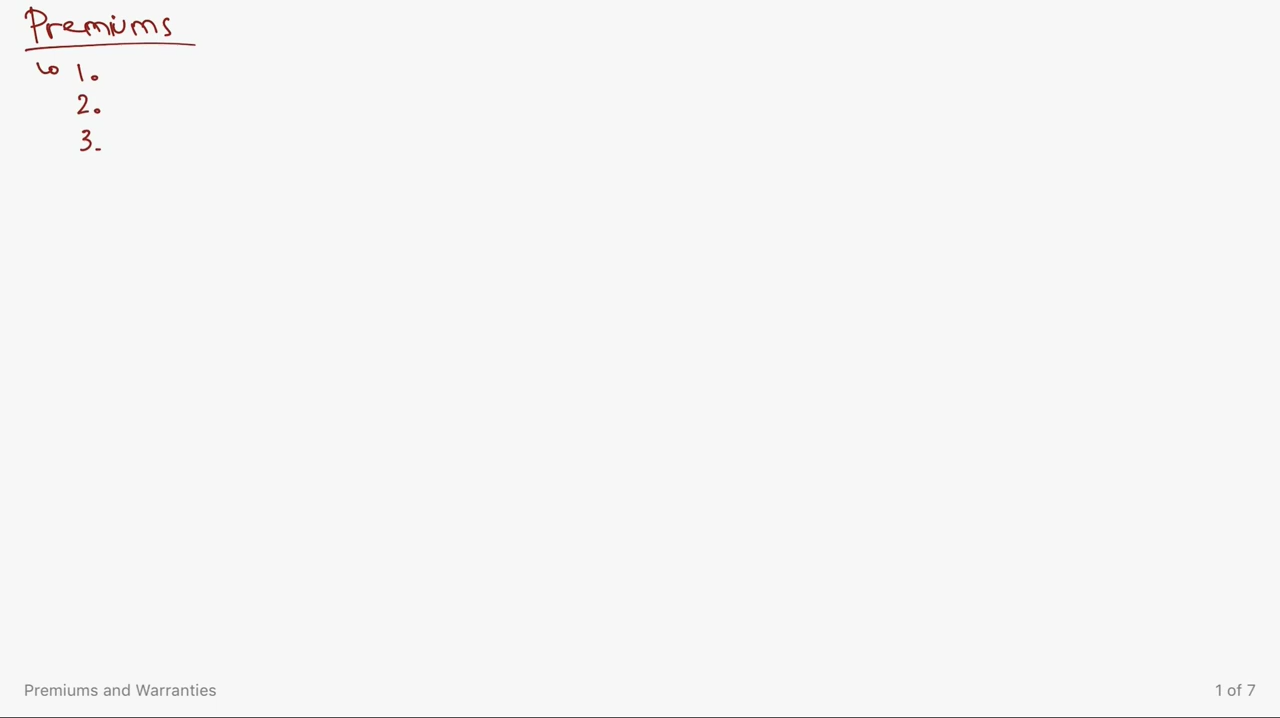 Premiums
↳ 1.
2.
3.
Premiums and Warranties
1 of 7